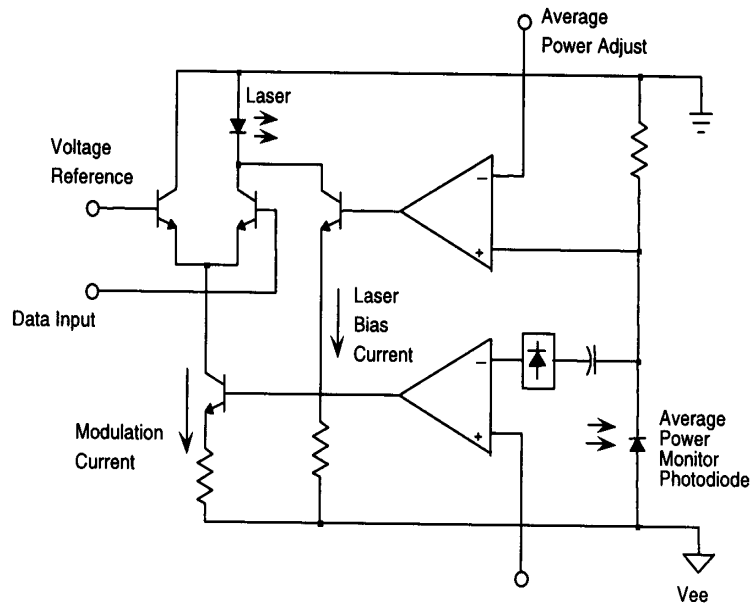 Average
Power Adjust
Laser
Voltage
Reference
−
+
Data Input
Laser
Bias
Current
−
+
Modulation
Current
Average
Power
Monitor
Photodiode
Vee